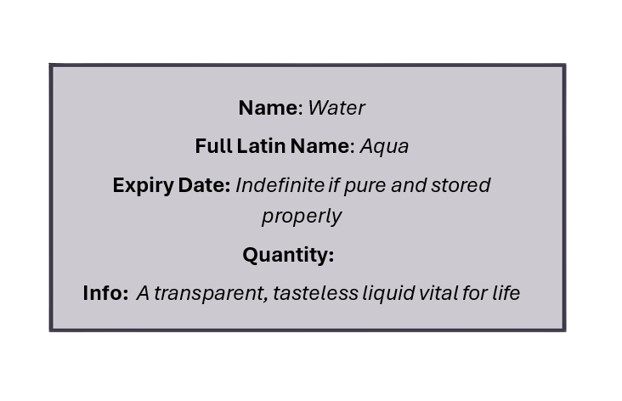 Name: Water
Full Latin Name: Aqua
Expiry Date: Indefinite if pure and stored
properly
Quantity:
Info: A transparent, tasteless liquid vital for life